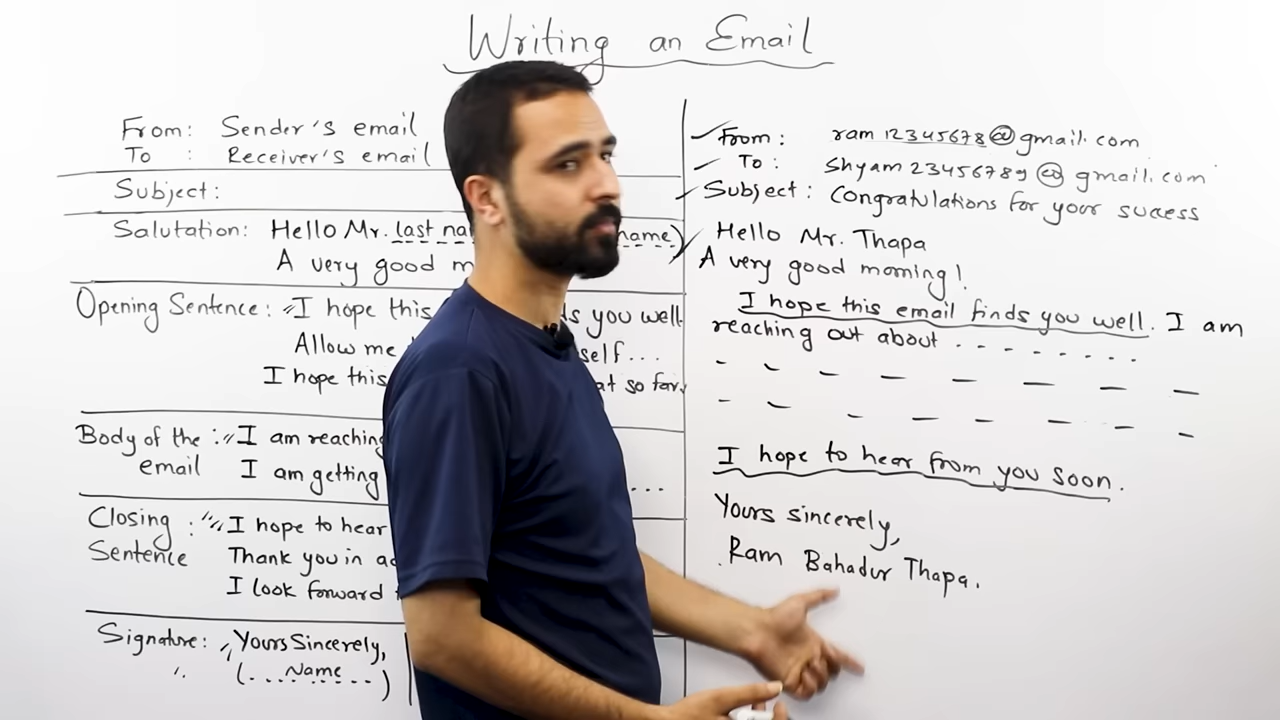 Writing an Email
From: Sender's email
To : Receiver's email
Subject:
Salutation: Hello Mr. last name)
A very good m
Opening Sentence: I hope this s you well
Allow me self...
I hope this at so far.
Body of the : I am reaching
email I am getting ...
Closing : I hope to hear
Sentence Thank you in
I look forward
Signature: Yours Sincerely,
(...Name...)
From: ram12345678@gmail.com
To: Shyam23456789@gmail.com
Subject: Congratulations for your success
Hello Mr. Thapa
A very good morning!
I hope this email finds you well. I am
reaching out about .........
I hope to hear from you soon.
Yours sincerely,
Ram Bahadur Thapa.